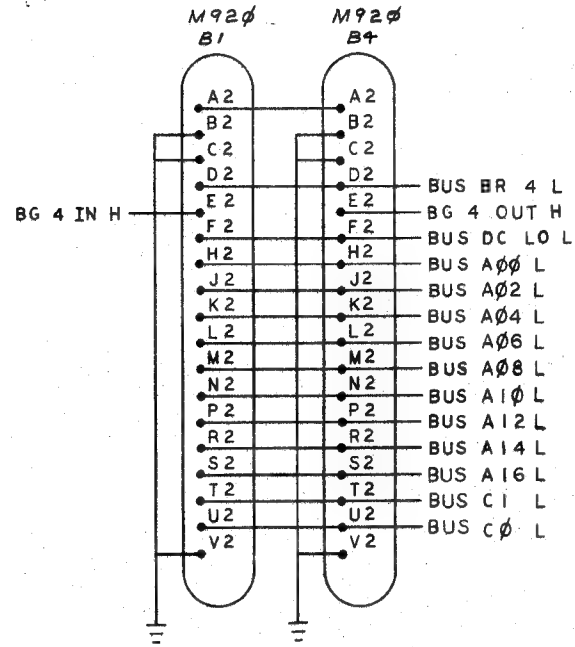 M92Ø M92Ø
B1 B4
A2 A2
B2 B2
C2 C2
D2 D2 BUS BR 4 L
BG 4 IN H E2 E2 BG 4 OUT H
F2 F2 BUS DC LO L
H2 H2 BUS AØØ L
J2 J2 BUS AØ2 L
K2 K2 BUS AØ4 L
L2 L2 BUS AØ6 L
M2 M2 BUS AØ8 L
N2 N2 BUS A1Ø L
P2 P2 BUS A12 L
R2 R2 BUS A14 L
S2 S2 BUS A16 L
T2 T2 BUS C1 L
U2 U2 BUS CØ L
V2 V2